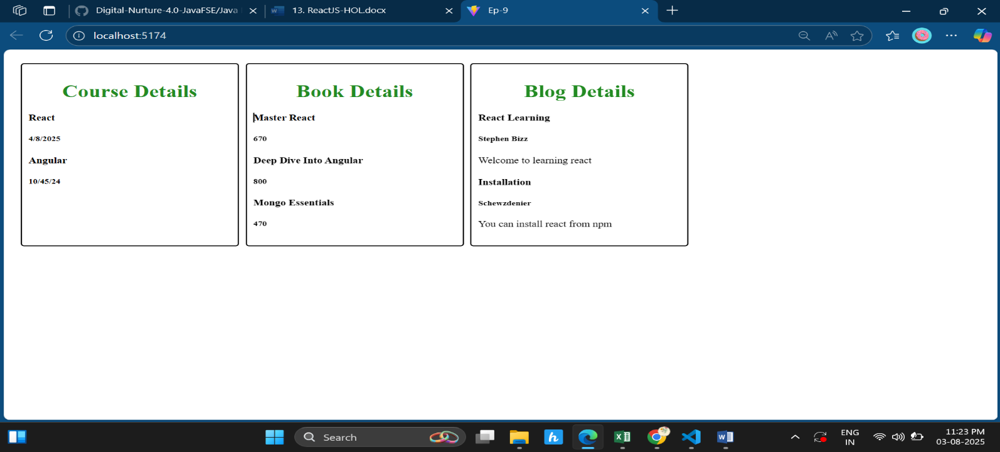 Digital-Nurture-4.0-JavaFSE/Java
13. ReactJS-HOL.docx
Ep-9
localhost:5174
Course Details
React
4/8/2025
Angular
10/45/24
Book Details
Master React
670
Deep Dive Into Angular
800
Mongo Essentials
470
Blog Details
React Learning
Stephen Bizz
Welcome to learning react
Installation
Schewzdenier
You can install react from npm
Search
ENG
IN
11:23 PM
03-08-2025